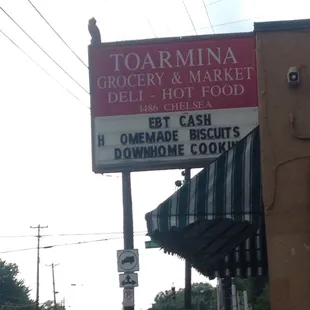 TOARMINA
GROCERY & MARKET
DELI - HOT FOOD
1486 CHELSEA
EBT CASH
H OMEMADE BISCUITS
DOWNHOME COOKIN